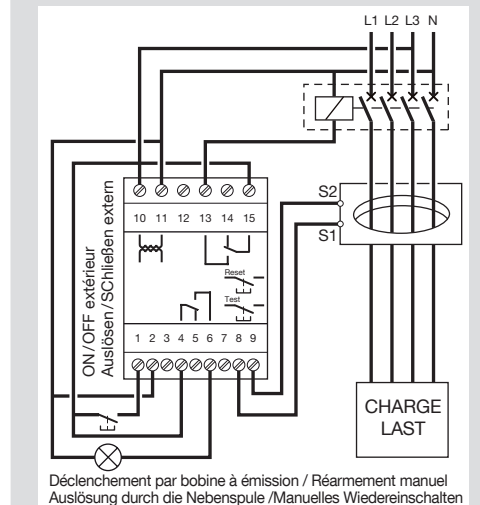 L1 L2 L3 N
S2
S1
10 11 12 13 14 15
Reset
Test
1 2 3 4 5 6 7 8 9
ON/OFF extérieur
Auslösen/SChließen extern
CHARGE
LAST
Déclenchement par bobine à émission / Réarmement manuel
Auslösung durch die Nebenspule /Manuelles Wiedereinschalten